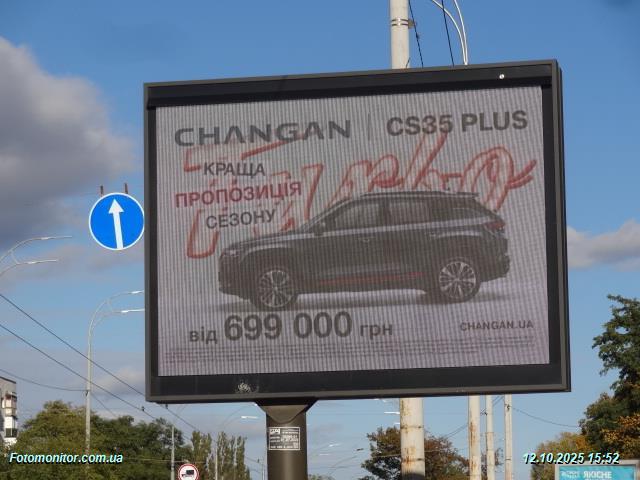 CHANGAN | CS35 PLUS
Turbo
КРАЩА
ПРОПОЗИЦІЯ
СЕЗОНУ
від 699 000 грн
CHANGAN.UA
ЯКІСНЕ
Fotomonitor.com.ua
12.10.2025 15:52